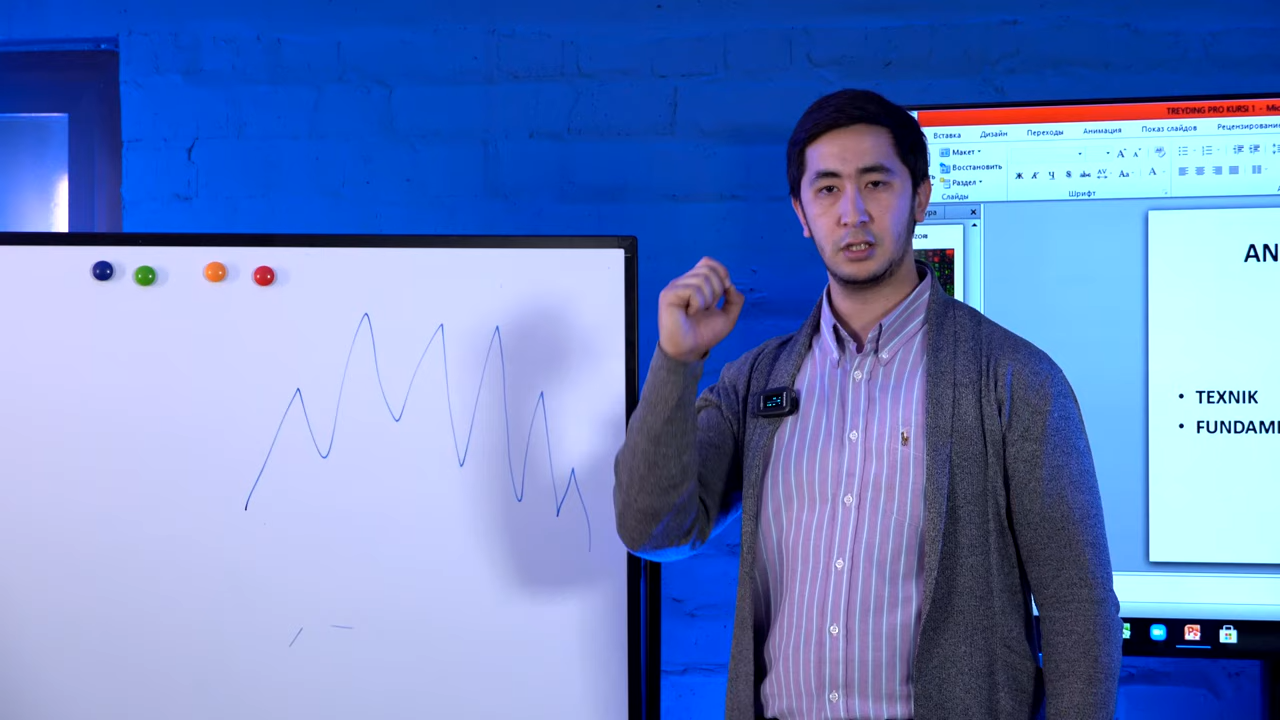 TREYDING PRO KURSI 1 - Mic
Вставка Дизайн Переходы Анимация Показ слайдов Рецензировани
Макет
Восстановить
Раздел
Слайды
Шрифт
AN
• TEXNIK
• FUNDAM